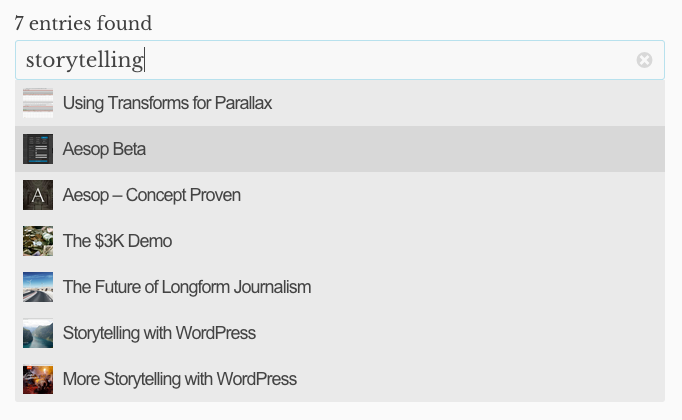 7 entries found
storytelling
Using Transforms for Parallax
Aesop Beta
A
Aesop – Concept Proven
The $3K Demo
The Future of Longform Journalism
Storytelling with WordPress
More Storytelling with WordPress